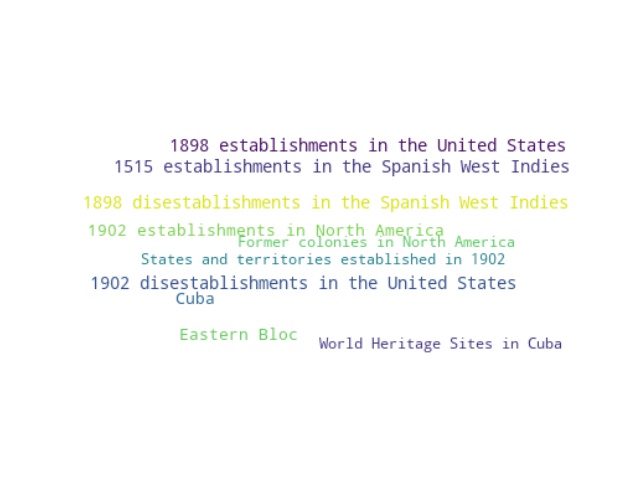 1898 establishments in the United States
1515 establishments in the Spanish West Indies
1898 disestablishments in the Spanish West Indies
1902 establishments in North America
Former colonies in North America
States and territories established in 1902
1902 disestablishments in the United States
Cuba
Eastern Bloc
World Heritage Sites in Cuba